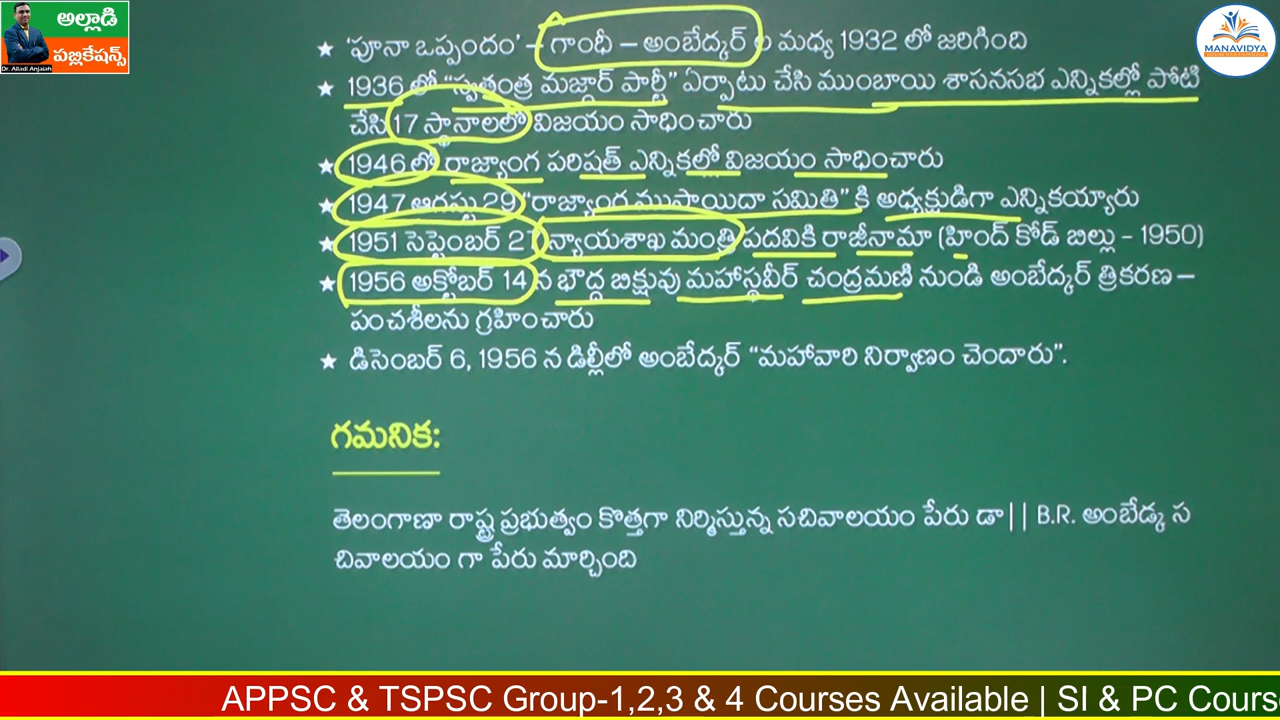 అల్లాడి
పబ్లికేషన్స్
Dr. Alladi Anjaiah
MANAVIDYA
★ ‘పూనా ఒప్పందం’ – గాంధీ – అంబేద్కర్ ల మధ్య 1932 లో జరిగింది
★ 1936 లో “స్వతంత్ర మజ్దూర్ పార్టీ” ఏర్పాటు చేసి ముంబాయి శాసనసభ ఎన్నికల్లో పోటి
చేసి 17 స్థానాలలో విజయం సాధించారు
★ 1946 లో రాజ్యాంగ పరిషత్ ఎన్నికల్లో విజయం సాధించారు
★ 1947 ఆగష్టు 29 “రాజ్యాంగ ముసాయిదా సమితి” కి అధ్యక్షుడిగా ఎన్నికయ్యారు
★ 1951 సెప్టెంబర్ 27 న్యాయశాఖ మంత్రి పదవికి రాజీనామా (హింద్ కోడ్ బిల్లు – 1950)
★ 1956 అక్టోబర్ 14 న భౌద్ద బిక్షువు మహాస్థవీర్ చంద్రమణి నుండి అంబేద్కర్ త్రికరణ –
పంచశీలను గ్రహించారు
★ డిసెంబర్ 6, 1956 న డిల్లీలో అంబేద్కర్ “మహావారి నిర్వాణం చెందారు”.
గమనిక:
తెలంగాణా రాష్ట్ర ప్రభుత్వం కొత్తగా నిర్మిస్తున్న సచివాలయం పేరు డా|| B.R. అంబేడ్క స
చివాలయం గా పేరు మార్చింది
APPSC & TSPSC Group-1,2,3 & 4 Courses Available | SI & PC Cours